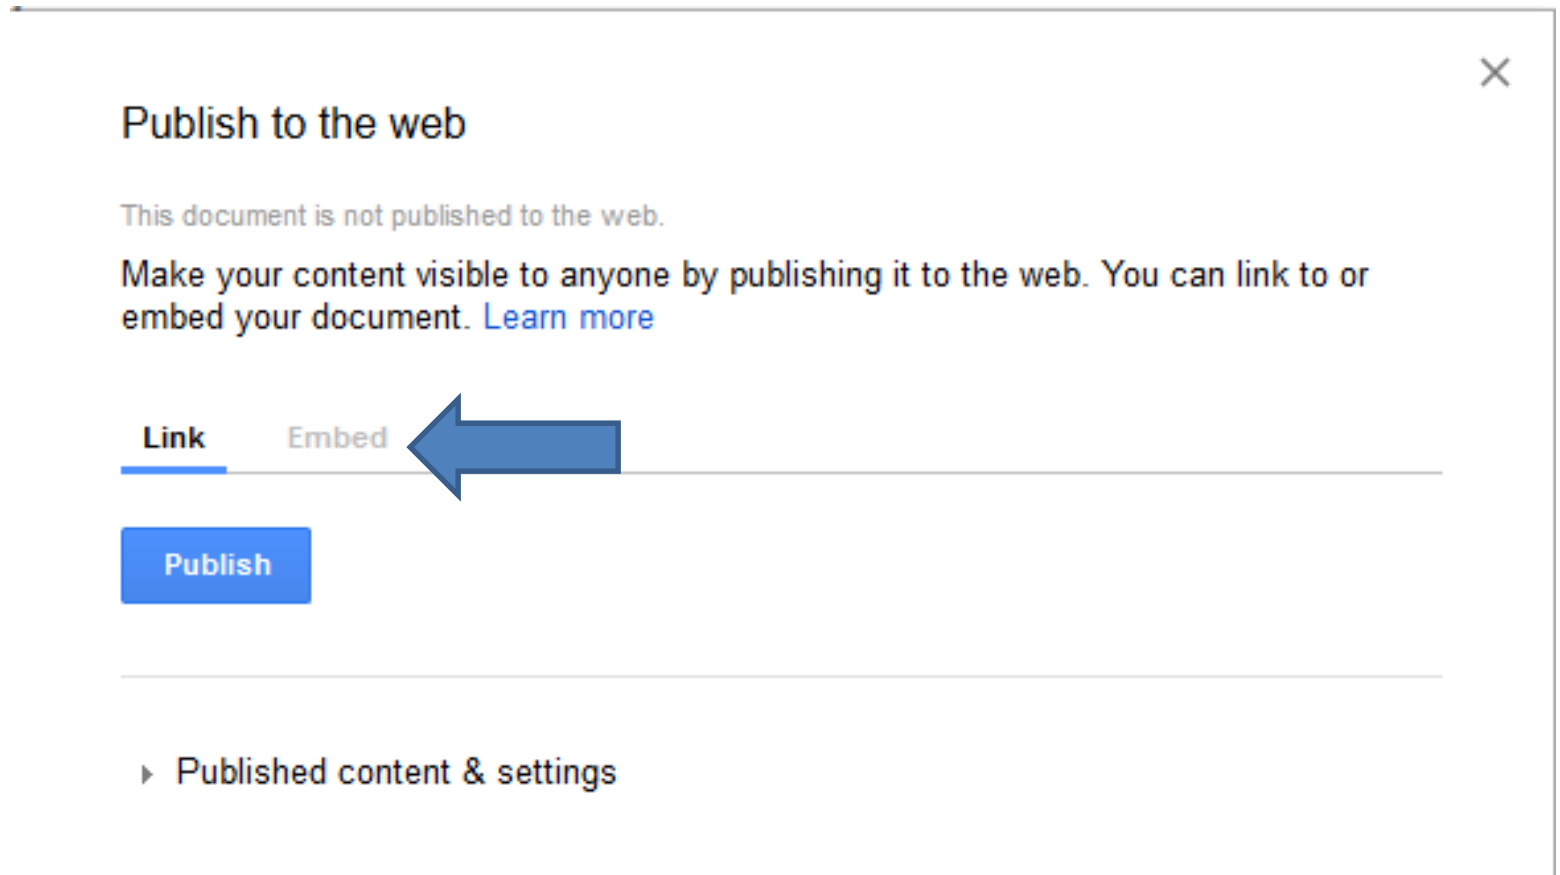 Publish to the web
This document is not published to the web.
Make your content visible to anyone by publishing it to the web. You can link to or
embed your document. Learn more
Link Embed
Publish
Published content & settings